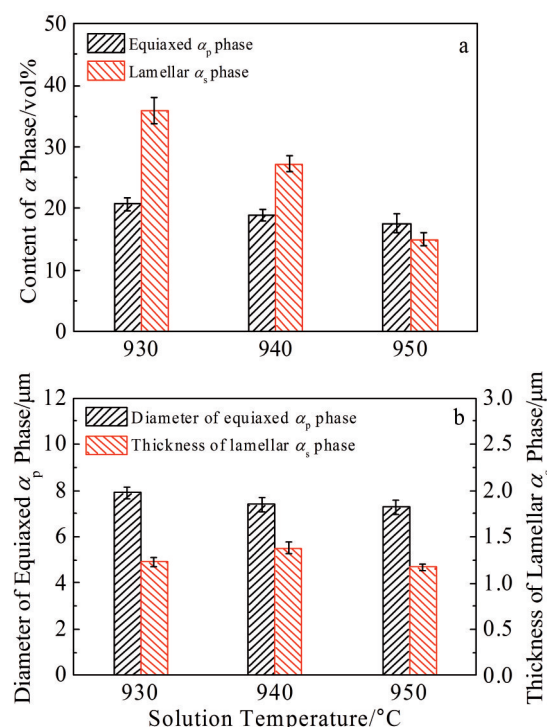 50
40
30
20
10
0
Content of α Phase/vol%
Equiaxed αp phase
Lamellar αs phase
a
930 940 950
12
10
8
6
4
2
0
Diameter of Equiaxed αp Phase/μm
Diameter of equiaxed αp phase
Thickness of lamellar αs phase
b
3.0
2.5
2.0
1.5
1.0
0.5
0.0
Thickness of Lamellar αs Phase/μm
930 940 950
Solution Temperature/°C